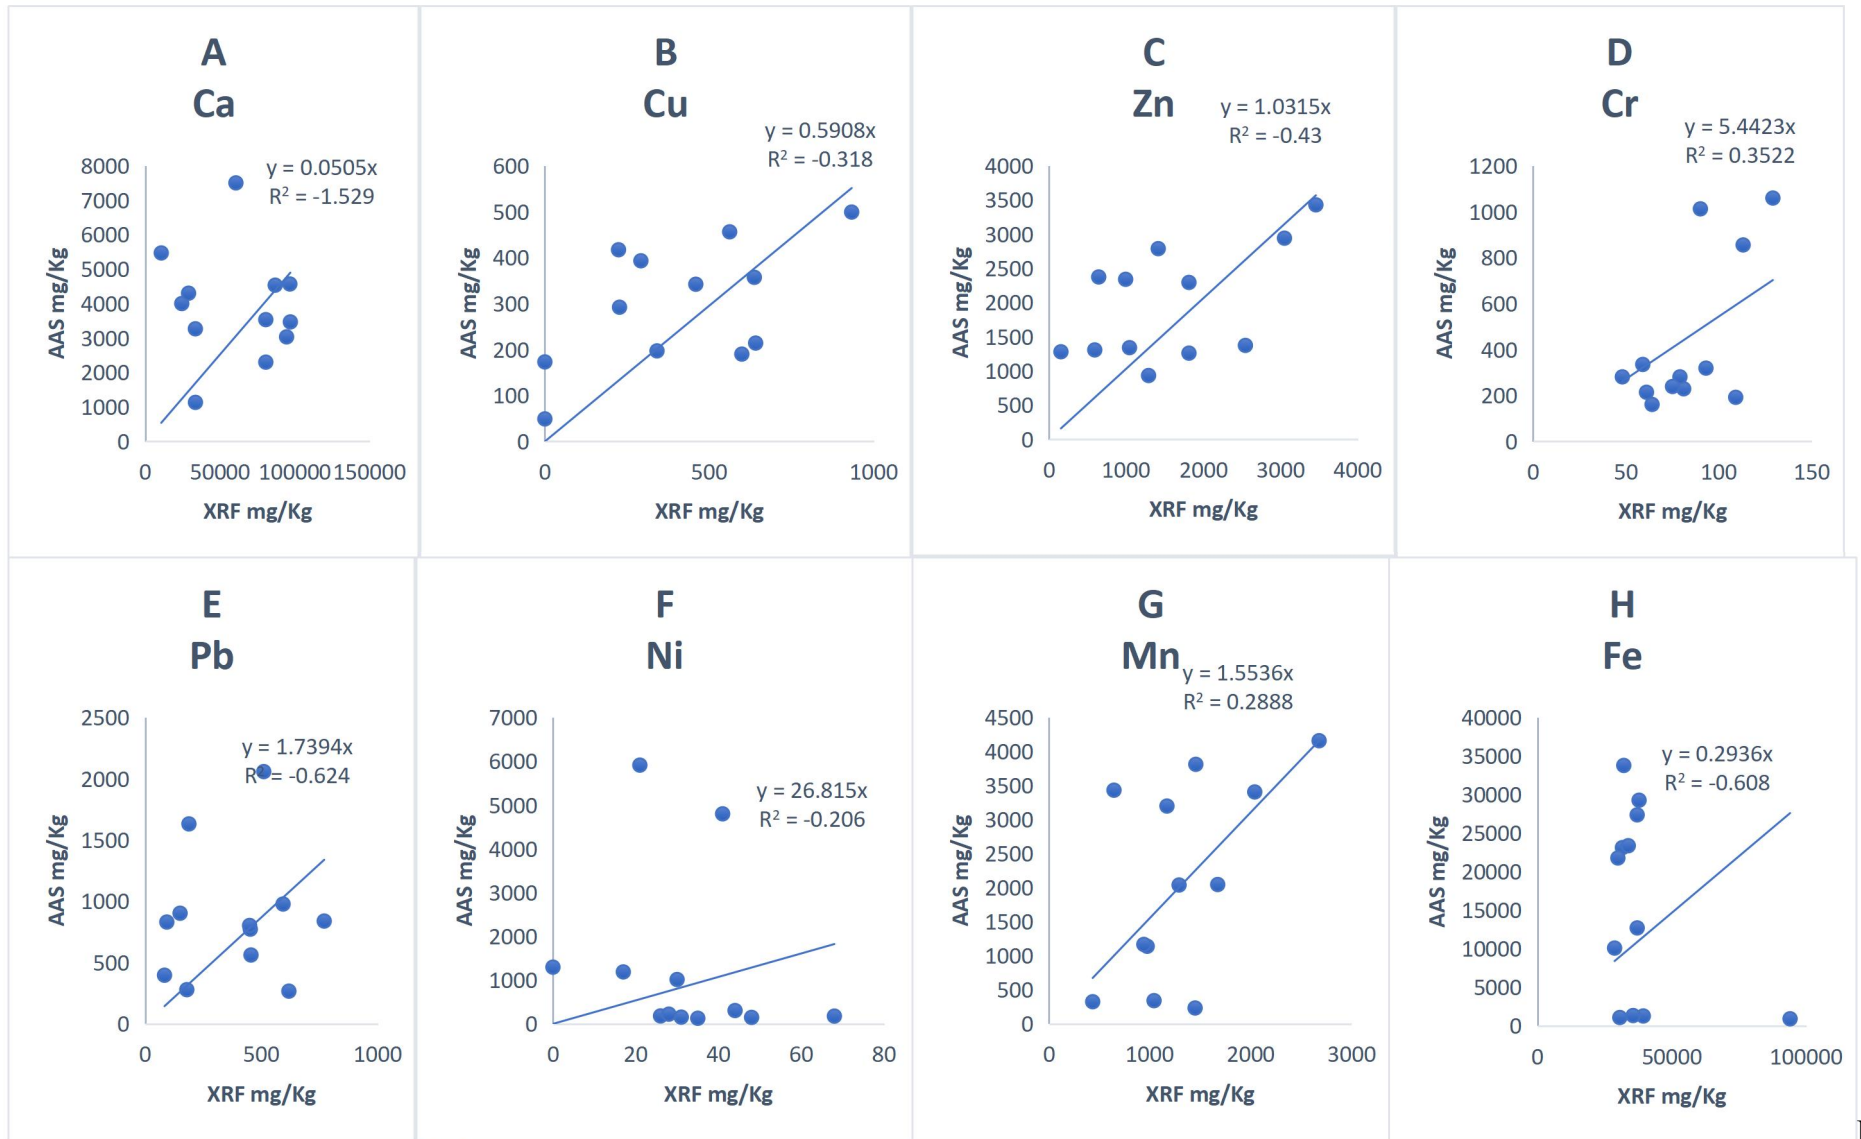 A
Ca
y = 0.0505x
R² = -1.529
8000
7000
6000
5000
4000
3000
2000
1000
0
AAS mg/Kg
0 50000 100000 150000
XRF mg/Kg
B
Cu
y = 0.5908x
R² = -0.318
600
500
400
300
200
100
0
AAS mg/Kg
0 500 1000
XRF mg/Kg
C
Zn
y = 1.0315x
R² = -0.43
4000
3500
3000
2500
2000
1500
1000
500
0
AAS mg/Kg
0 1000 2000 3000 4000
XRF mg/Kg
D
Cr
y = 5.4423x
R² = 0.3522
1200
1000
800
600
400
200
0
AAS mg/Kg
0 50 100 150
XRF mg/Kg
E
Pb
y = 1.7394x
R² = -0.624
2500
2000
1500
1000
500
0
AAS mg/Kg
0 500 1000
XRF mg/Kg
F
Ni
y = 26.815x
R² = -0.206
7000
6000
5000
4000
3000
2000
1000
0
AAS mg/Kg
0 20 40 60 80
XRF mg/Kg
G
Mn
y = 1.5536x
R² = 0.2888
4500
4000
3500
3000
2500
2000
1500
1000
500
0
AAS mg/Kg
0 1000 2000 3000
XRF mg/Kg
H
Fe
y = 0.2936x
R² = -0.608
40000
35000
30000
25000
20000
15000
10000
5000
0
AAS mg/Kg
0 50000 100000
XRF mg/Kg